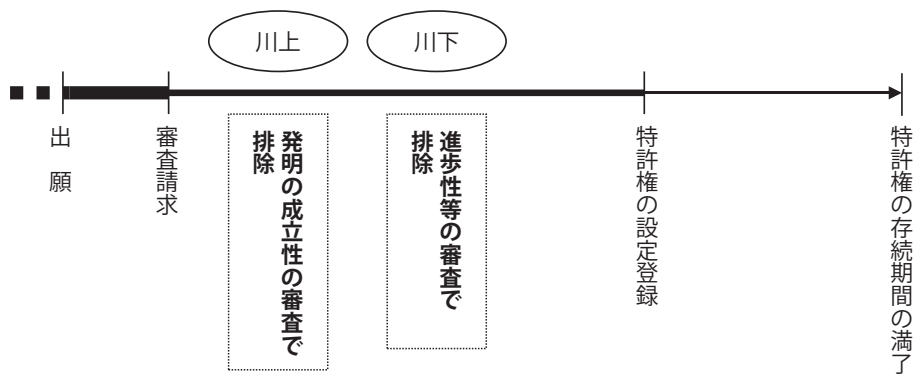 川上
川下
出願
審査請求
発明の成立性の審査で
排除
進歩性等の審査で
排除
特許権の設定登録
特許権の存続期間の満了